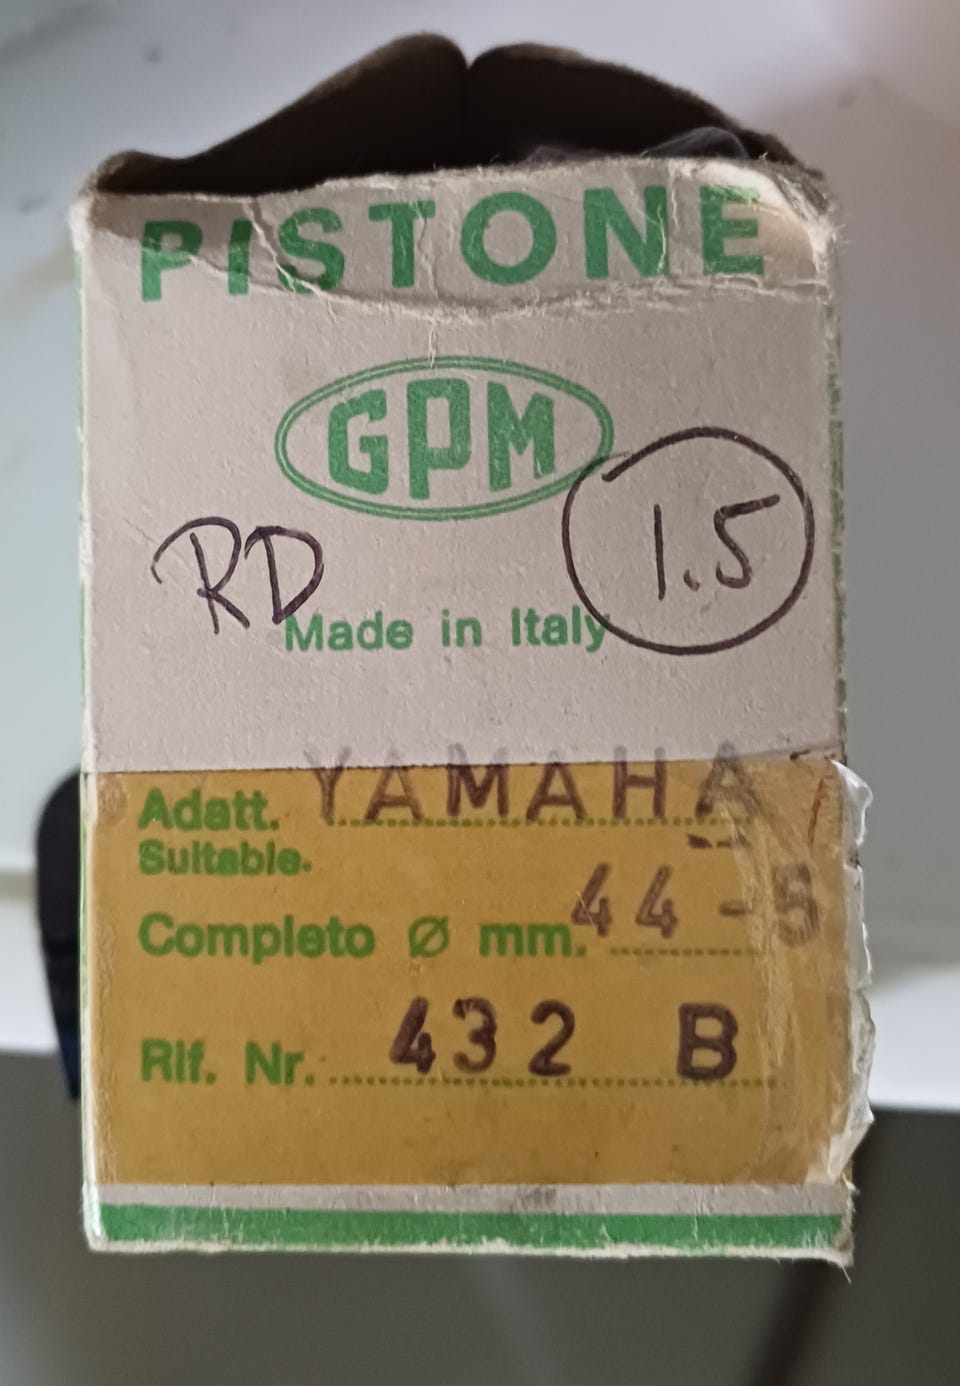 PISTONE
GPM
RD
1.5
Made in Italy
Adatt. YAMAHA
Suitable.
Completo Ø mm. 44-5
Rif. Nr. 432 B